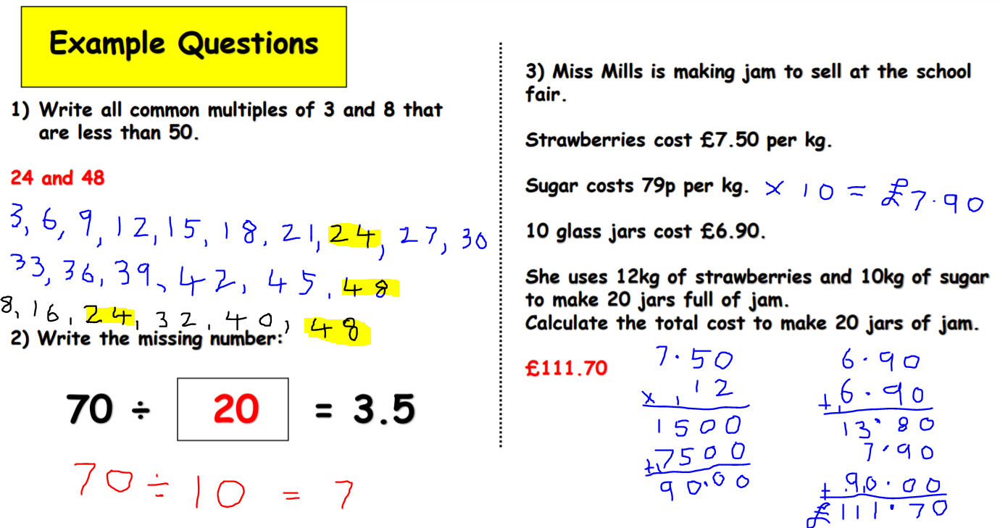 Example Questions
1) Write all common multiples of 3 and 8 that
are less than 50.
24 and 48
3, 6, 9, 12, 15, 18, 21, 24, 27, 30
33, 36, 39, 42, 45, 48
8, 16, 24, 32, 40, 48
2) Write the missing number:
70 ÷ 20 = 3.5
70 ÷ 10 = 7
3) Miss Mills is making jam to sell at the school
fair.
Strawberries cost £7.50 per kg.
Sugar costs 79p per kg. × 10 = £7.90
10 glass jars cost £6.90.
She uses 12kg of strawberries and 10kg of sugar
to make 20 jars full of jam.
Calculate the total cost to make 20 jars of jam.
£111.70
7.50
× 1 12
1500
+1 7500
90.00
6.90
+1 6.90
13.80
7.90
+ 90.00
£111.70